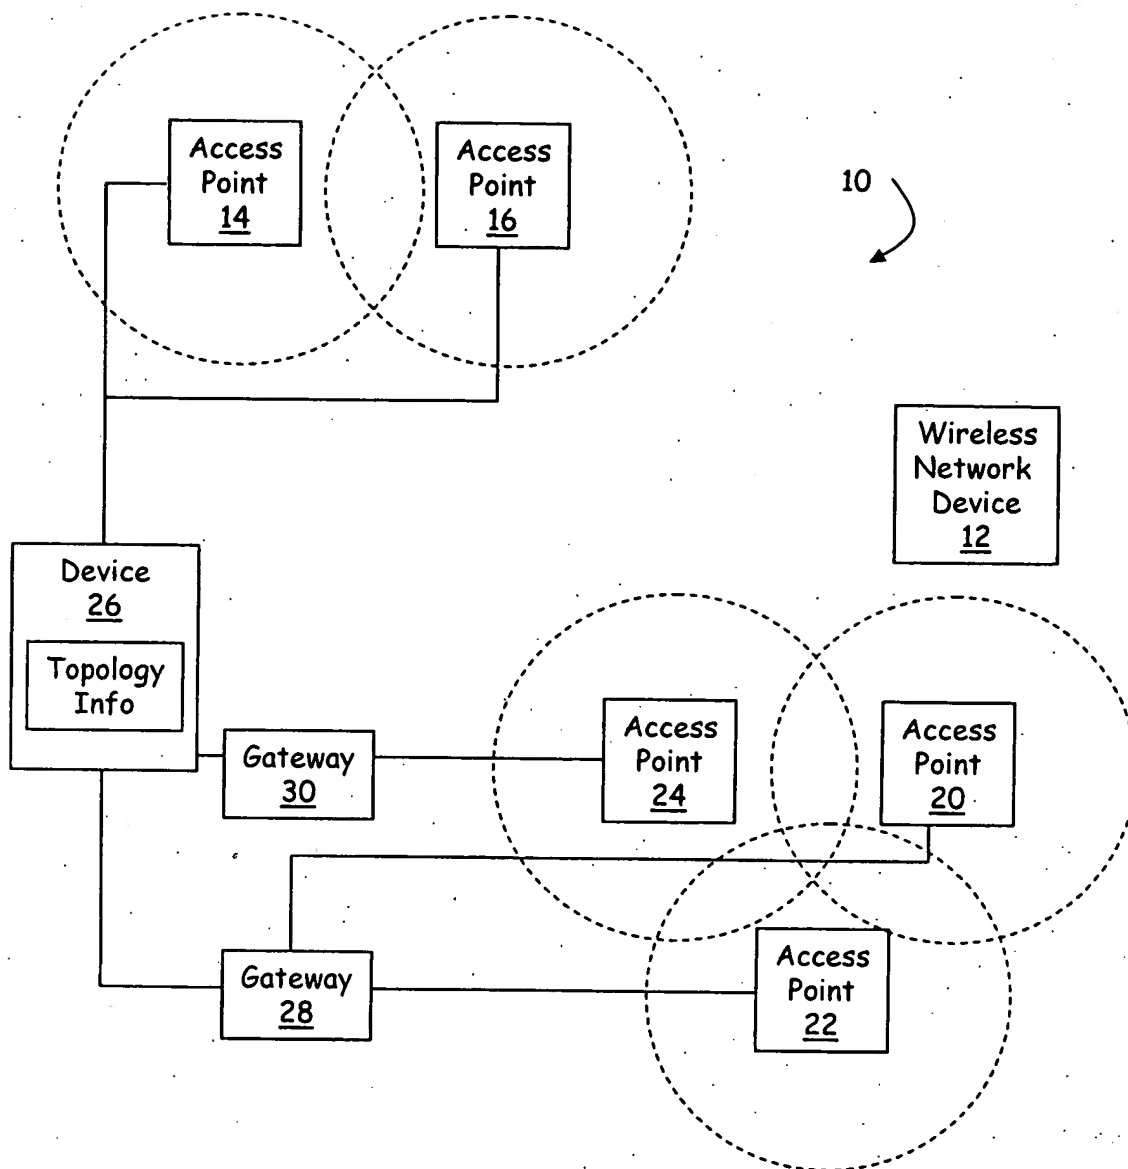 Access
Point
14
Access
Point
16
10
Wireless
Network
Device
12
Device
26
Topology
Info
Gateway
30
Access
Point
24
Access
Point
20
Gateway
28
Access
Point
22